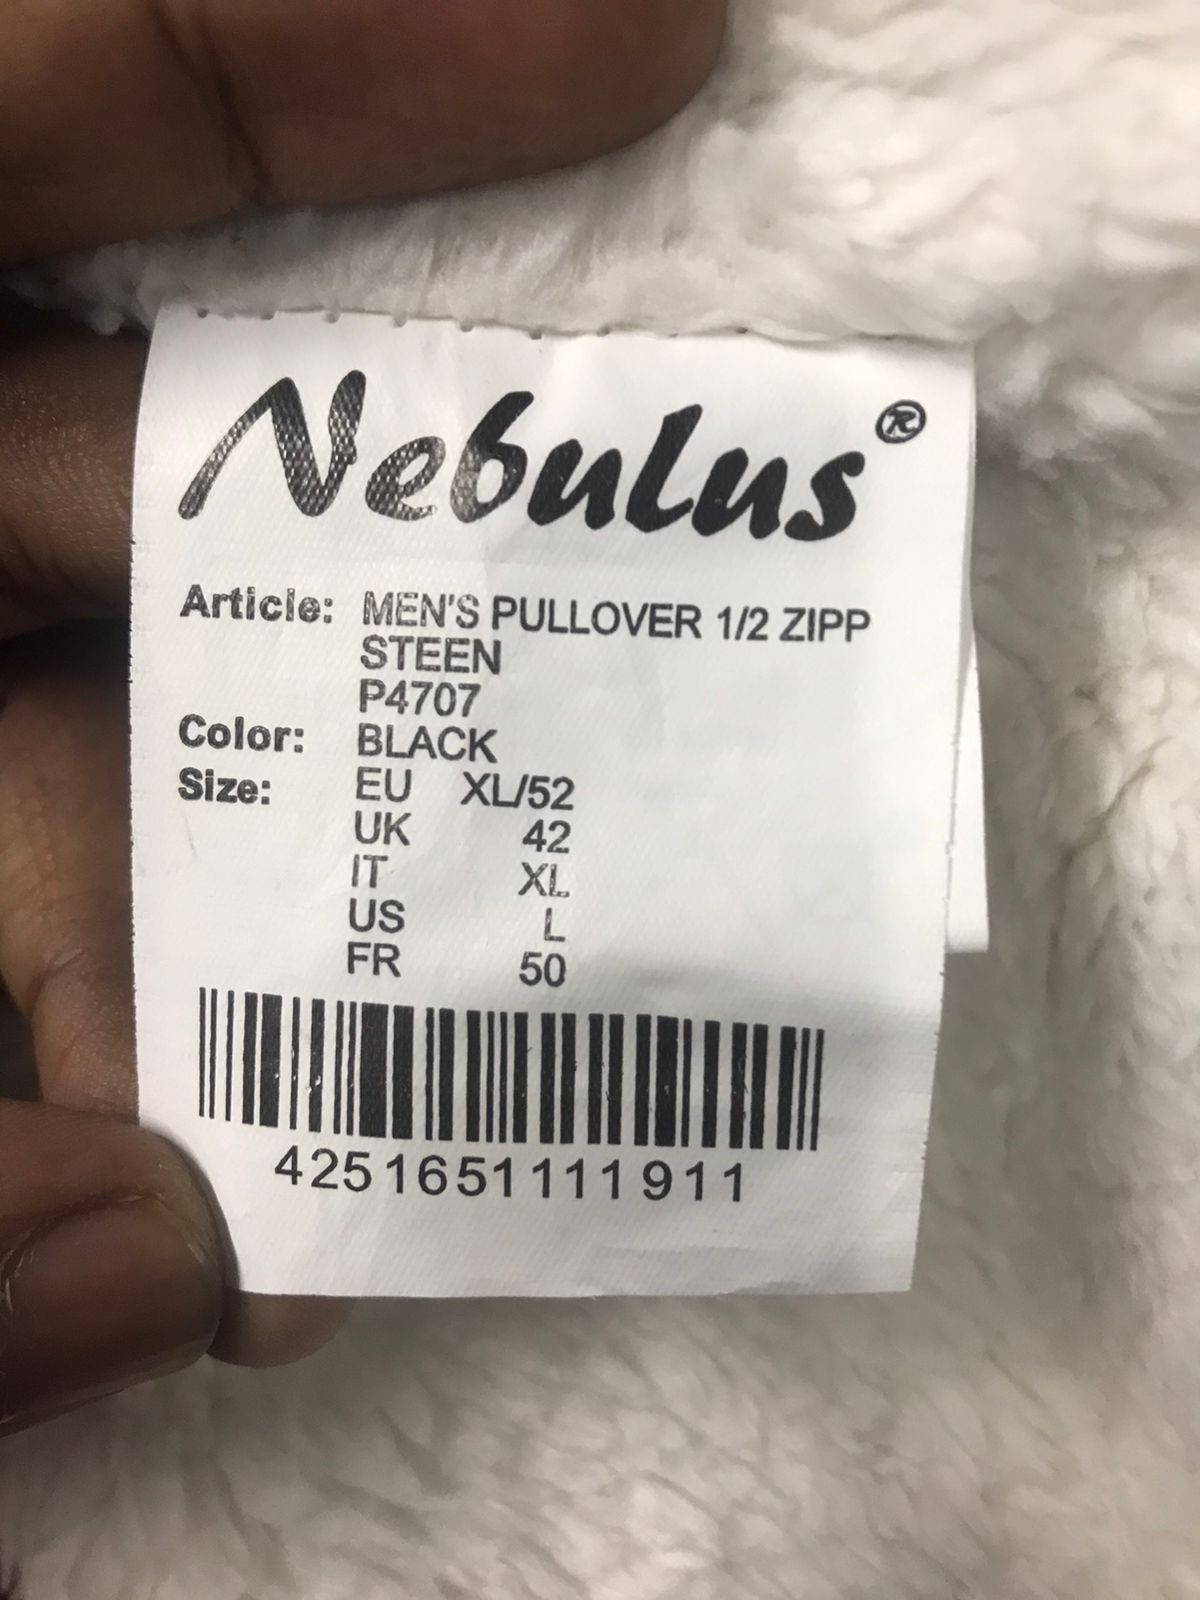 Nebulus®
Article: MEN'S PULLOVER 1/2 ZIPP
STEEN
P4707
Color: BLACK
Size: EU XL/52
UK 42
IT XL
US L
FR 50
4251651111911